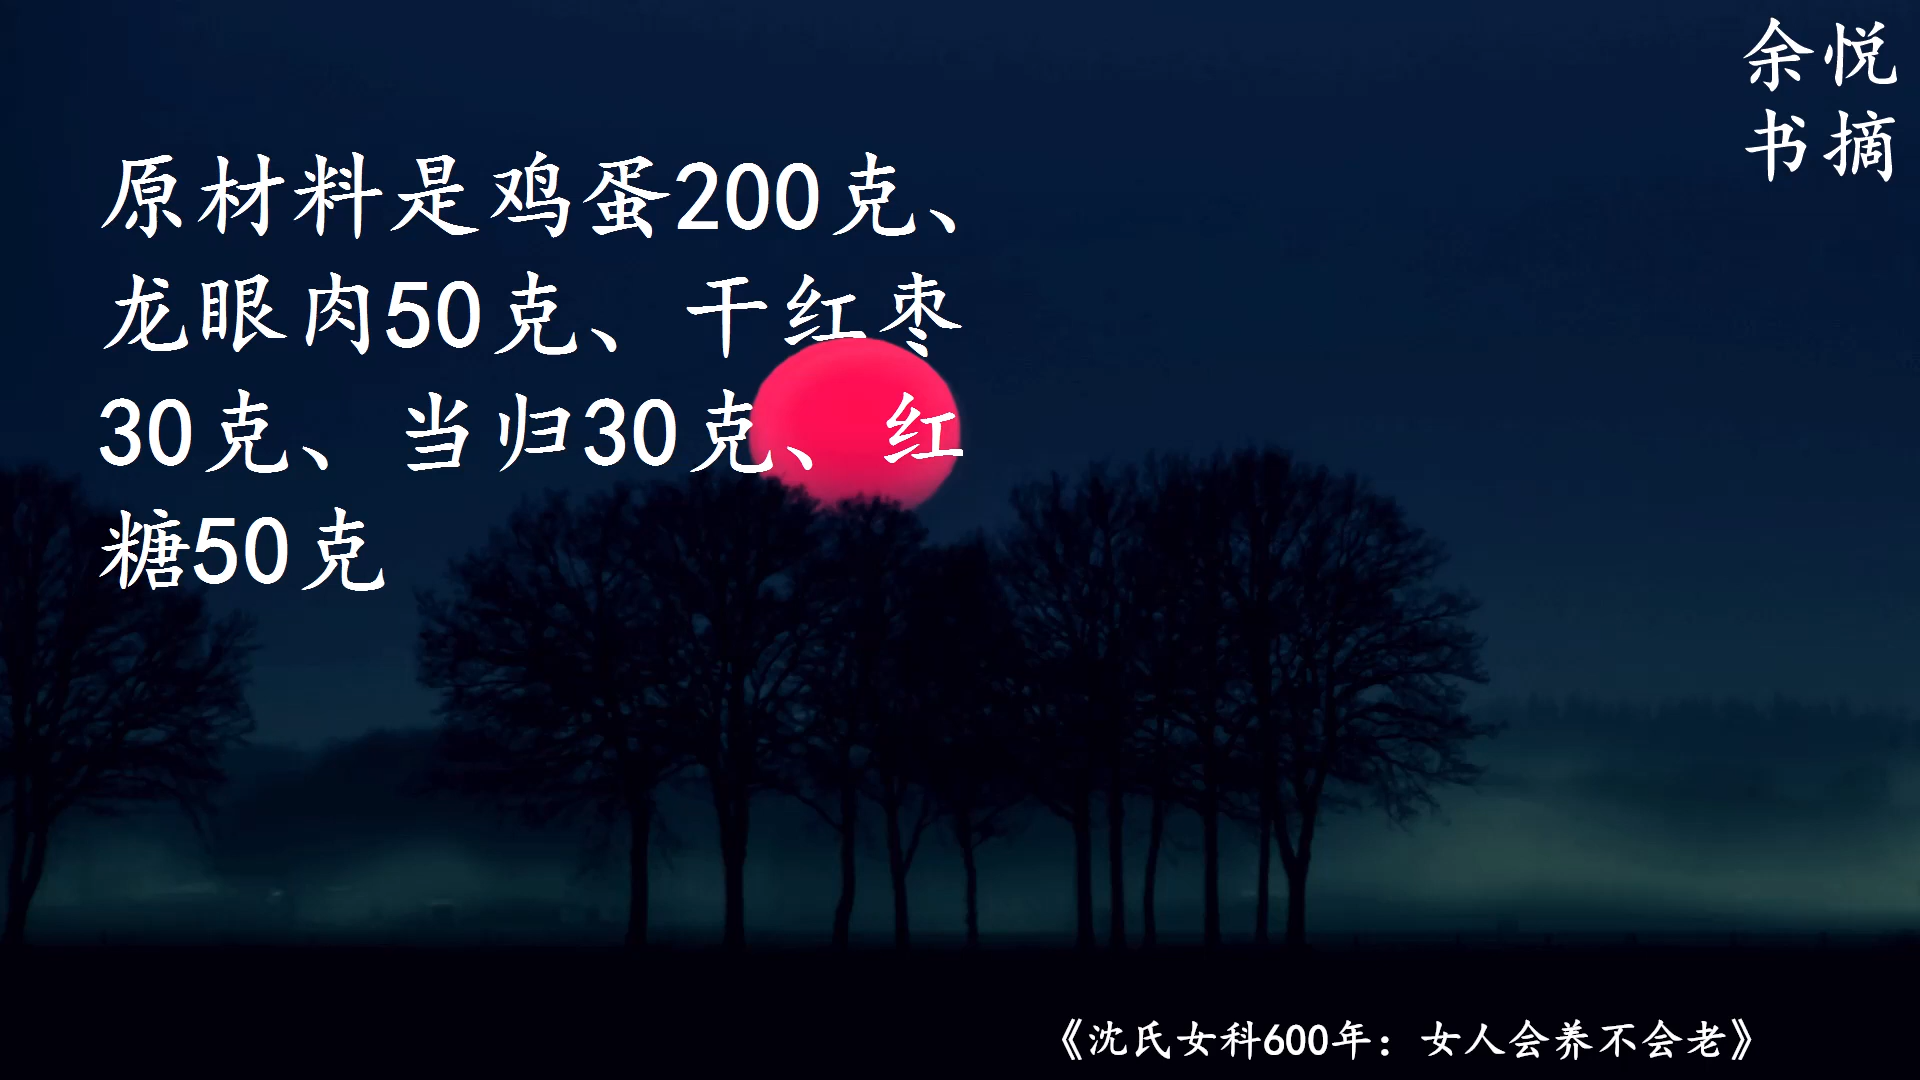 余悦
书摘
原材料是鸡蛋200克、
龙眼肉50克、干红枣
30克、当归30克、红
糖50克
《沈氏女科600年：女人会养不会老》